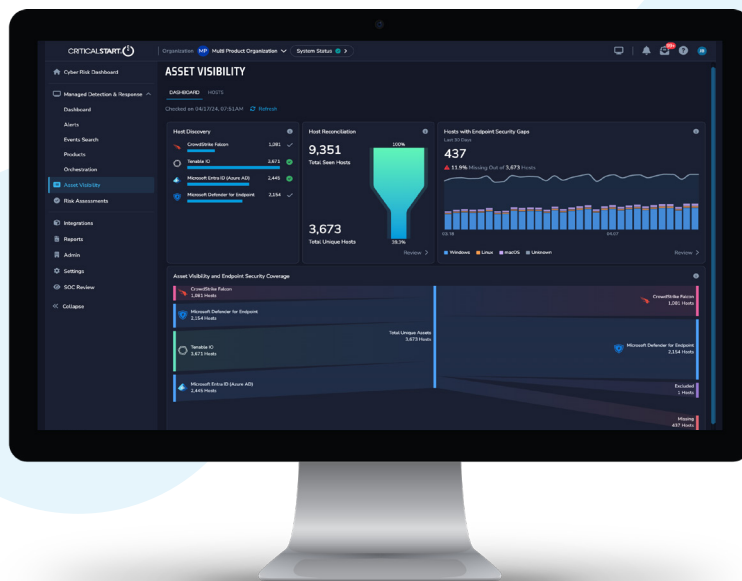 CRITICALSTART.
Organization MP Multi Product Organization
System Status
99+
Cyber Risk Dashboard
Managed Detection & Response
Dashboard
Alerts
Events Search
Products
Orchestration
Asset Visibility
Risk Assessments
Integrations
Reports
Admin
Settings
SOC Review
Collapse
ASSET VISIBILITY
DASHBOARD HOSTS
Checked on 04/17/24, 07:51AM Refresh
Host Discovery
CrowdStrike Falcon 1,081
Tenable IO 3,671
Microsoft Entra ID (Azure AD) 2,445
Microsoft Defender for Endpoint 2,154
Host Reconciliation
100%
9,351
Total Seen Hosts
3,673
Total Unique Hosts
39.3%
Review
Hosts with Endpoint Security Gaps
Last 30 Days
437
11.9% Missing Out of 3,673 Hosts
03/18 04/07
Windows Linux macOS Unknown
Review
Asset Visibility and Endpoint Security Coverage
CrowdStrike Falcon
1,081 Hosts
Microsoft Defender for Endpoint
2,154 Hosts
Tenable IO
3,671 Hosts
Microsoft Entra ID (Azure AD)
2,445 Hosts
Total Unique Assets
3,673 Hosts
CrowdStrike Falcon
1,081 Hosts
Microsoft Defender for Endpoint
2,154 Hosts
Excluded
1 Hosts
Missing
437 Hosts